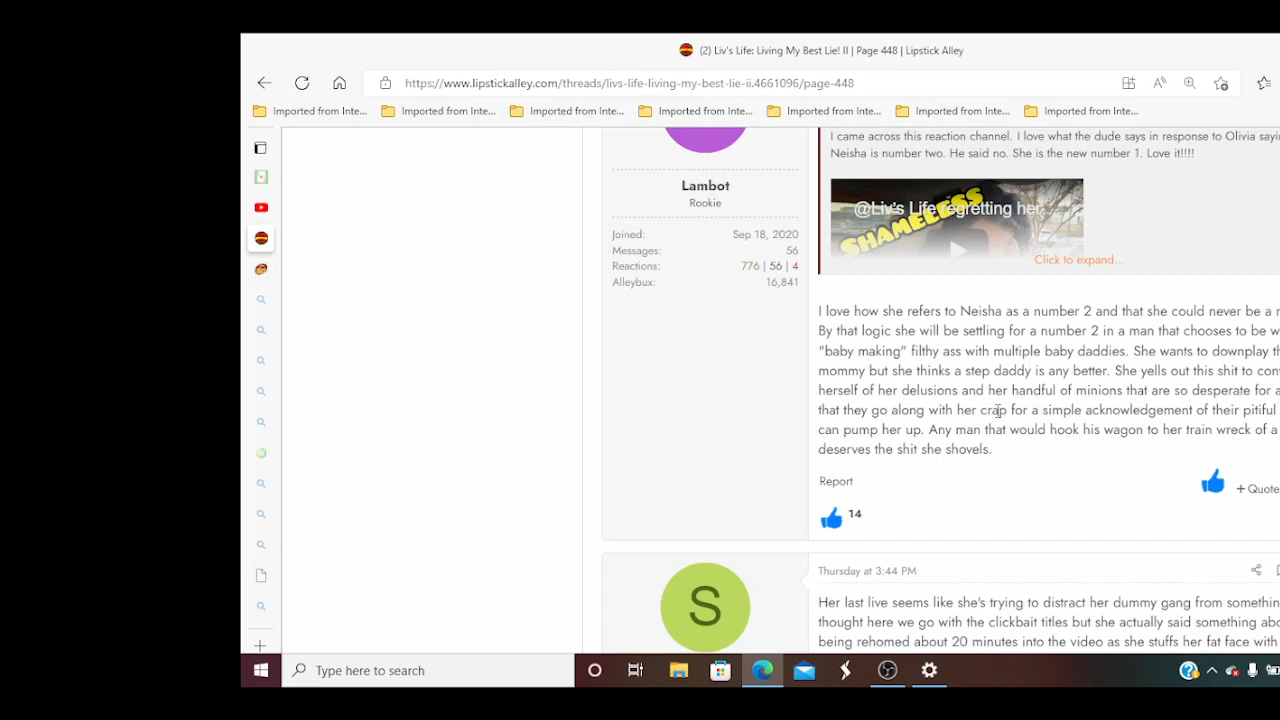 (2) Liv's Life: Living My Best Lie! II | Page 448 | Lipstick Alley
https://www.lipstickalley.com/threads/livs-life-living-my-best-lie-ii.4661096/page-448
Imported from Inte... Imported from Inte... Imported from Inte... Imported from Inte... Imported from Inte... Imported from Inte... Imported from Inte...
I came across this reaction channel. I love what the dude says in response to Olivia sayi
Neisha is number two. He said no. She is the new number 1. Love it!!!!
@Liv's Life regretting her...
SHAMELESS
Click to expand...
Lambot
Rookie
Joined: Sep 18, 2020
Messages: 56
Reactions: 776 | 56 | 4
Alleybux: 16,841
I love how she refers to Neisha as a number 2 and that she could never be a n
By that logic she will be settling for a number 2 in a man that chooses to be w
"baby making" filthy ass with multiple baby daddies. She wants to downplay th
mommy but she thinks a step daddy is any better. She yells out this shit to con
herself of her delusions and her handful of minions that are so desperate for a
that they go along with her crap for a simple acknowledgement of their pitiful
can pump her up. Any man that would hook his wagon to her train wreck of a
deserves the shit she shovels.
Report
+ Quote
14
S
Thursday at 3:44 PM
Her last live seems like she's trying to distract her dummy gang from somethin
thought here we go with the clickbait titles but she actually said something abo
being rehomed about 20 minutes into the video as she stuffs her fat face with
Type here to search